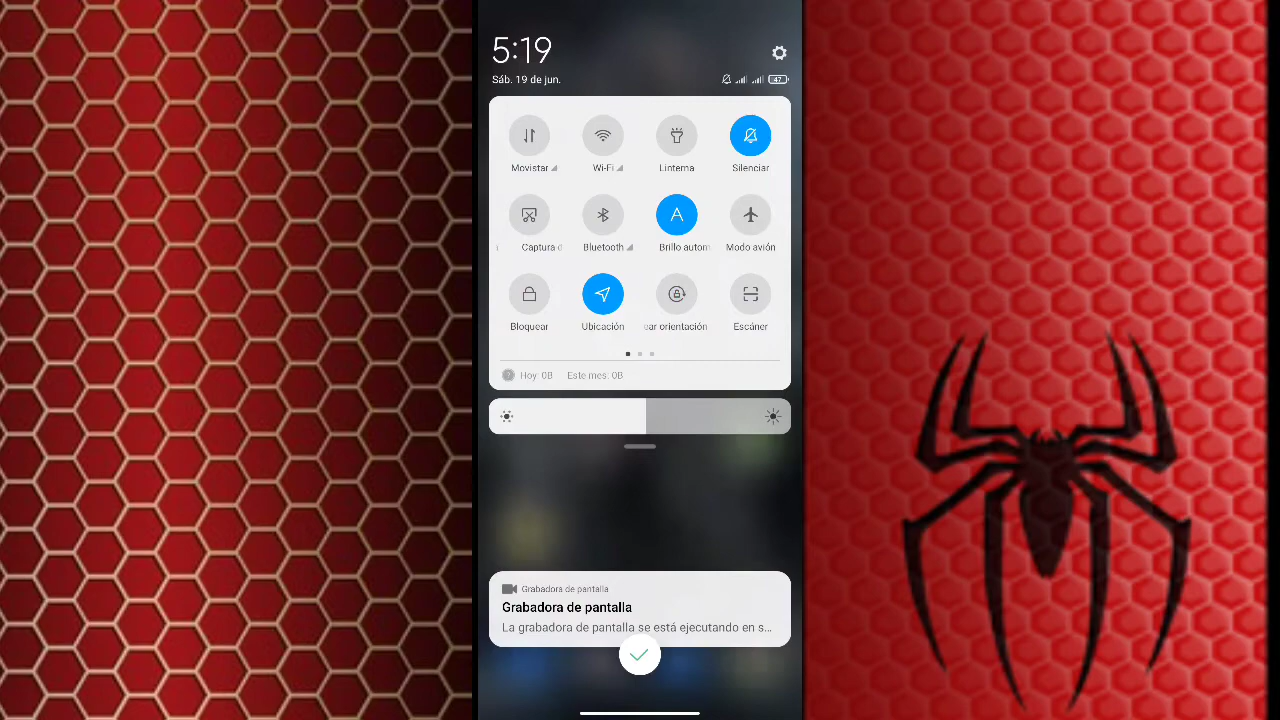 5:19
Sáb. 19 de jun.
47
Movistar
Wi-Fi
Linterna
Silenciar
Captura d
Bluetooth
Brillo autom
Modo avión
Bloquear
Ubicación
ear orientación
Escáner
Hoy: 0B Este mes: 0B
Grabadora de pantalla
Grabadora de pantalla
La grabadora de pantalla se está ejecutando en s...